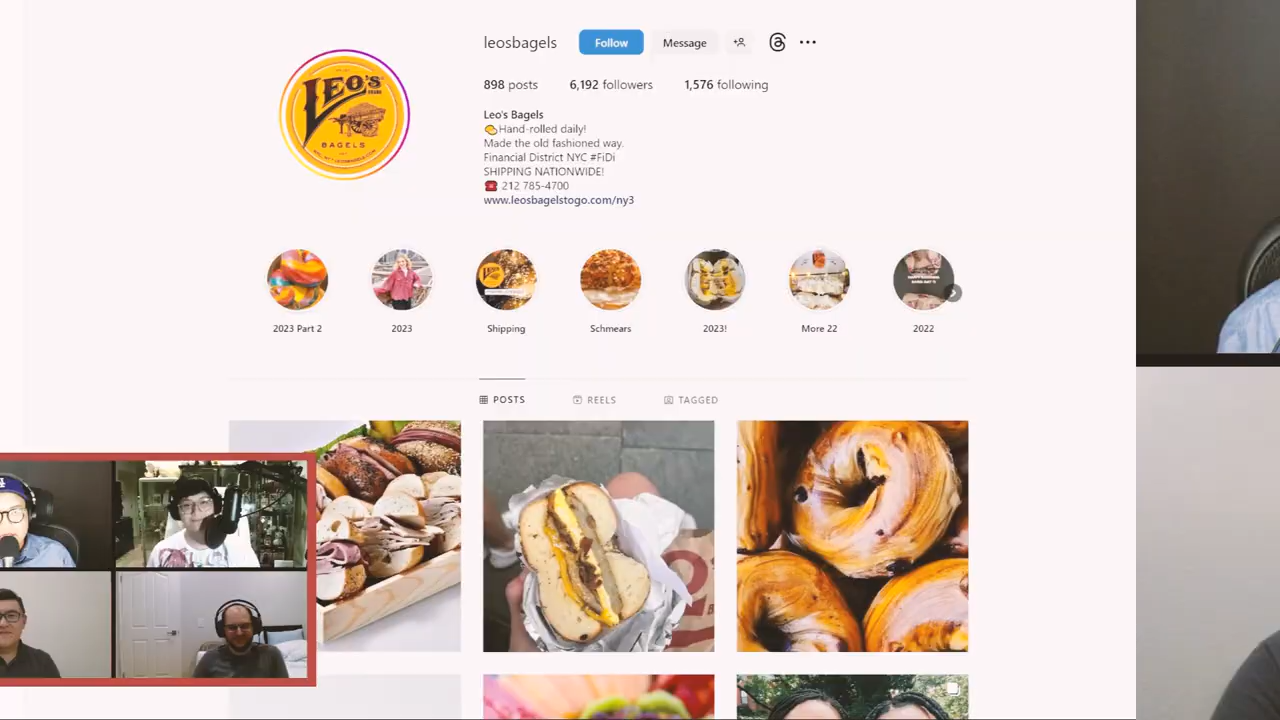 leosbagels Follow Message
898 posts 6,192 followers 1,576 following
Leo's Bagels
Hand-rolled daily!
Made the old fashioned way.
Financial District NYC #FiDi
SHIPPING NATIONWIDE!
212 785-4700
www.leosbagelstogo.com/ny3
LEO'S
BRAND
BAGELS
2023 Part 2 2023 Shipping Schmears 2023! More 22 2022
POSTS REELS TAGGED